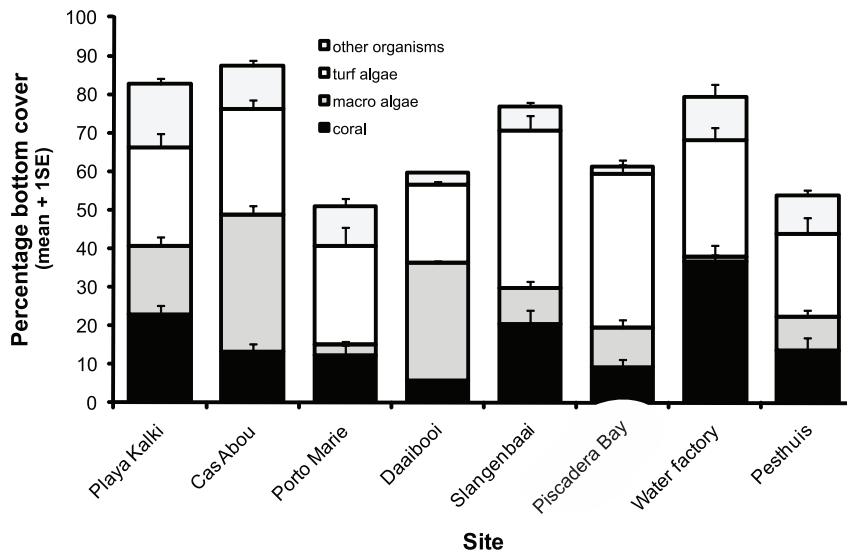 100
90
80
70
60
50
40
30
20
10
0
Percentage bottom cover
(mean + 1SE)
other organisms
turf algae
macro algae
coral
Playa Kalki
Cas Abou
Porto Marie
Daaibooi
Slangenbaai
Piscadera Bay
Water factory
Pesthuis
Site